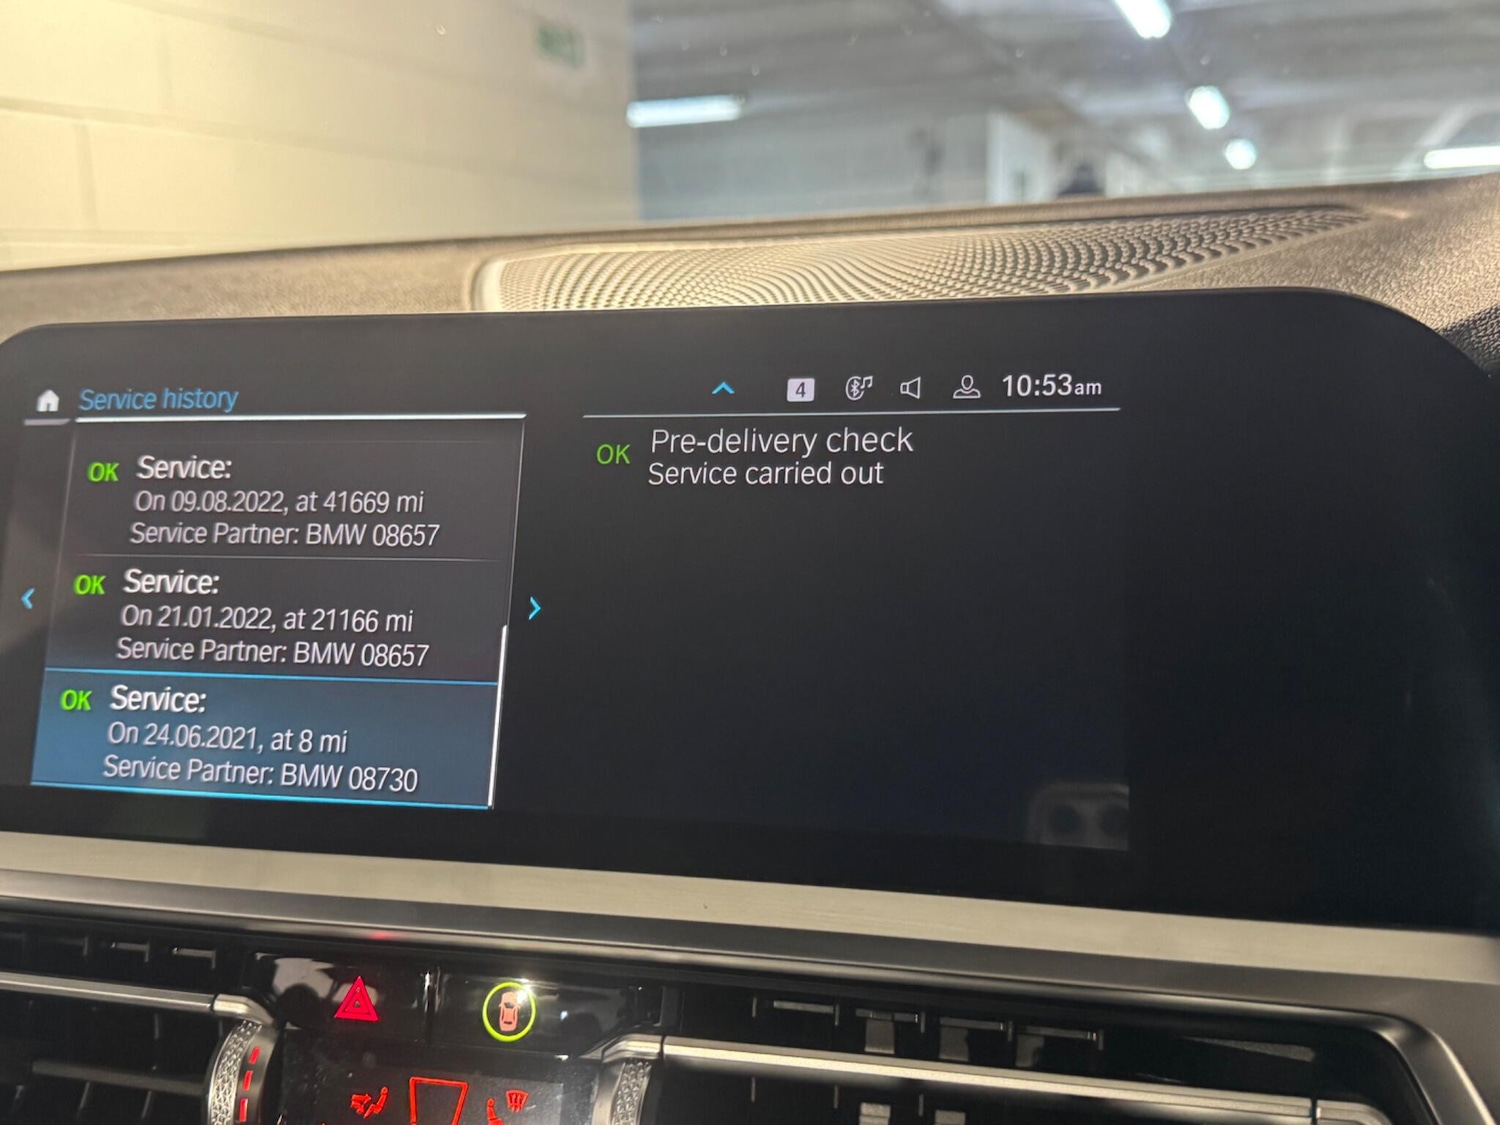 Service history
4
10:53am
OK Service:
On 09.08.2022, at 41669 mi
Service Partner: BMW 08657
OK Service:
On 21.01.2022, at 21166 mi
Service Partner: BMW 08657
OK Service:
On 24.06.2021, at 8 mi
Service Partner: BMW 08730
OK Pre-delivery check
Service carried out